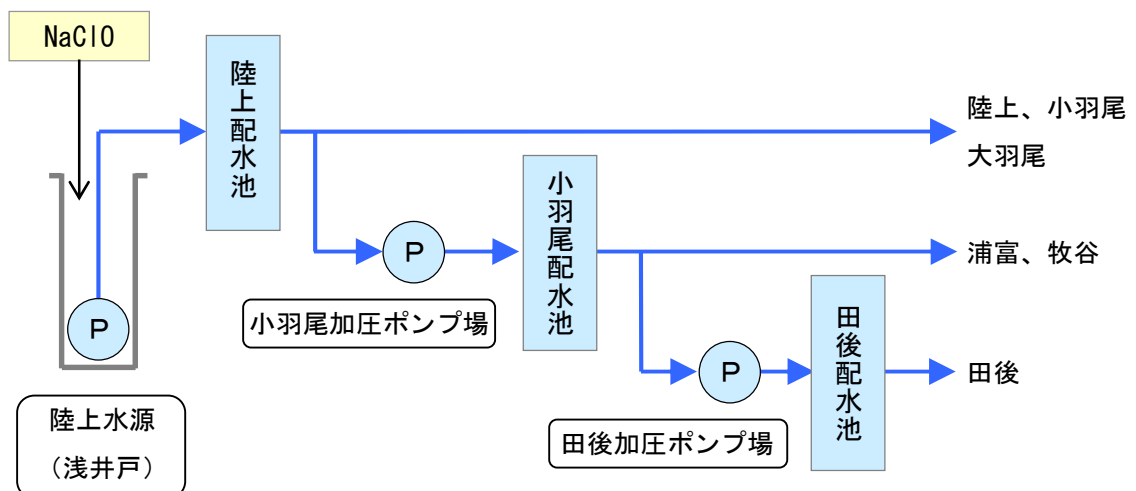 NaClO
陸上配水池
陸上、小羽尾
大羽尾
小羽尾配水池
P
浦富、牧谷
小羽尾加圧ポンプ場
P
田後配水池
P
田後
陸上水源
（浅井戸）
田後加圧ポンプ場